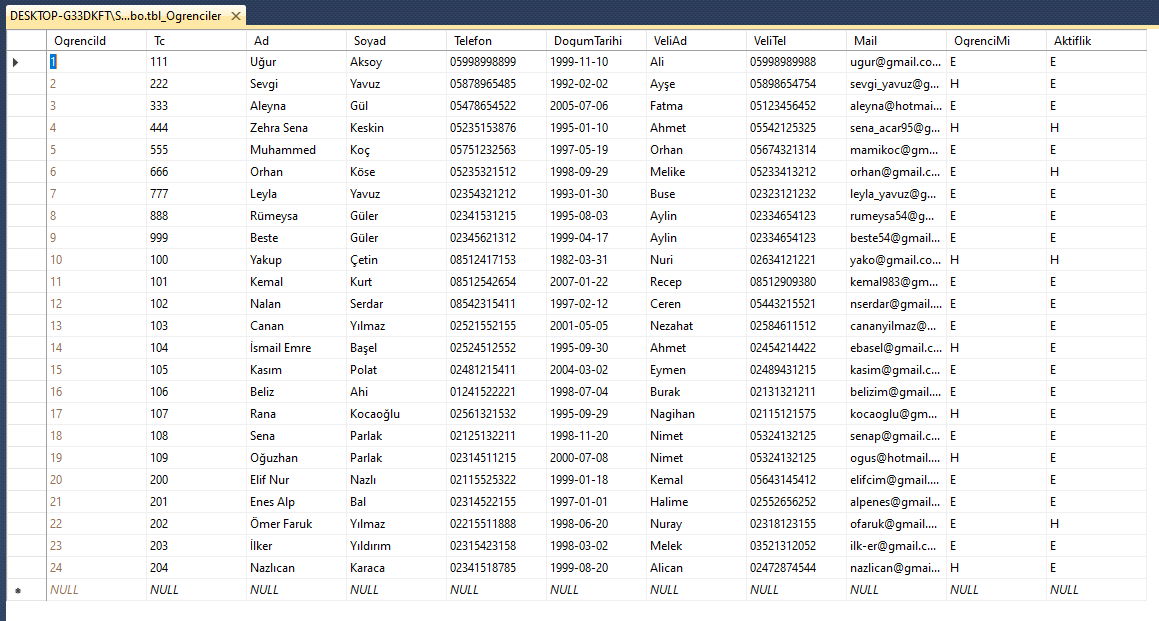 DESKTOP-G33DKFT\S...bo.tbl_Ogrenciler ✕
OgrenciId Tc Ad Soyad Telefon DogumTarihi VeliAd VeliTel Mail OgrenciMi Aktiflik
1 111 Uğur Aksoy 05998998899 1999-11-10 Ali 05998989988 ugur@gmail.co... E E
2 222 Sevgi Yavuz 05878965485 1992-02-02 Ayşe 05898654754 sevgi_yavuz@g... H E
3 333 Aleyna Gül 05478654522 2005-07-06 Fatma 05123456452 aleyna@hotmai... E E
4 444 Zehra Sena Keskin 05235153876 1995-01-10 Ahmet 05542125325 sena_acar95@g... H H
5 555 Muhammed Koç 05751232563 1997-05-19 Orhan 05674321314 mamikoc@gm... E E
6 666 Orhan Köse 05235321512 1998-09-29 Melike 05233413212 orhan@gmail.c... E H
7 777 Leyla Yavuz 02354321212 1993-01-30 Buse 02323121232 leyla_yavuz@g... E E
8 888 Rümeysa Güler 02341531215 1995-08-03 Aylin 02334654123 rumeysa54@g... E E
9 999 Beste Güler 02345621312 1999-04-17 Aylin 02334654123 beste54@gmail... E E
10 100 Yakup Çetin 08512417153 1982-03-31 Nuri 02634121221 yako@gmail.co... H H
11 101 Kemal Kurt 08512542654 2007-01-22 Recep 08512909380 kemal983@gm... E E
12 102 Nalan Serdar 08542315411 1997-02-12 Ceren 05443215521 nserdar@gmail.... E E
13 103 Canan Yılmaz 02521552155 2001-05-05 Nezahat 02584611512 cananyilmaz@... E E
14 104 İsmail Emre Başel 02524512552 1995-09-30 Ahmet 02454214422 ebasel@gmail.c... H E
15 105 Kasım Polat 02481215411 2004-03-02 Eymen 02489431215 kasim@gmail.c... E E
16 106 Beliz Ahi 01241522221 1998-07-04 Burak 02131321211 belizim@gmail.... E E
17 107 Rana Kocaoğlu 02561321532 1995-09-29 Nagihan 02115121575 kocaoglu@gm... H E
18 108 Sena Parlak 02125132211 1998-11-20 Nimet 05324132125 senap@gmail.... E E
19 109 Oğuzhan Parlak 02314511215 2000-07-08 Nimet 05324132125 ogus@hotmail.... H E
20 200 Elif Nur Nazlı 02115525322 1999-01-18 Kemal 05643145412 elifcim@gmail.... E E
21 201 Enes Alp Bal 02314522155 1997-01-01 Halime 02552656252 alpenes@gmail... E E
22 202 Ömer Faruk Yılmaz 02215511888 1998-06-20 Nuray 02318123155 ofaruk@gmail.... E H
23 203 İlker Yıldırım 02315423158 1998-03-02 Melek 03521312052 ilk-er@gmail.c... E E
24 204 Nazlıcan Karaca 02341518785 1999-08-20 Alican 02472874544 nazlican@gmai... H E
NULL NULL NULL NULL NULL NULL NULL NULL NULL NULL NULL